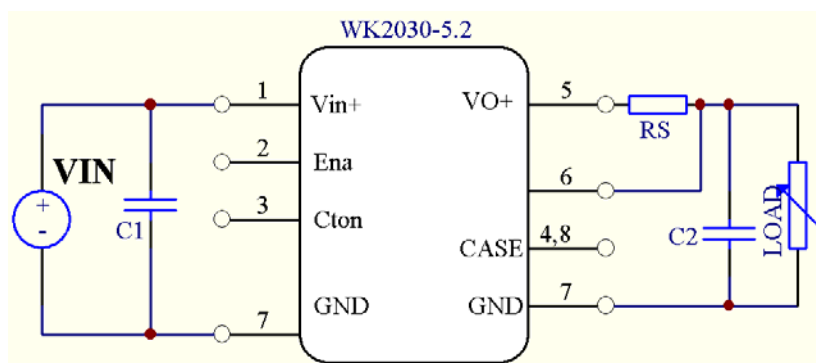 WK2030-5.2
1
Vin+
VO+
5
RS
2
Ena
VIN
+
-
C1
3
Cton
6
CASE
4,8
C2
LOAD
7
GND
GND
7